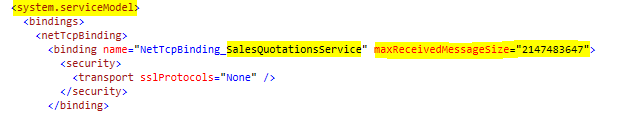 <system.serviceModel>
<bindings>
<netTcpBinding>
<binding name="NetTcpBinding_SalesQuotationsService" maxReceivedMessageSize="2147483647">
<security>
<transport sslProtocols="None" />
</security>
</binding>